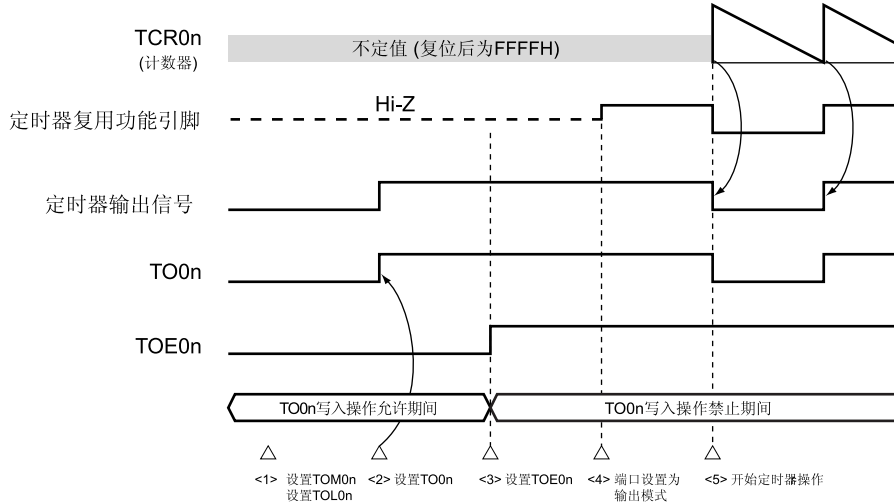 TCR0n
(计数器)
不定值 (复位后为FFFFH)
Hi-Z
定时器复用功能引脚
定时器输出信号
TO0n
TOE0n
TO0n写入操作允许期间
TO0n写入操作禁止期间
<1> 设置TOM0n
设置TOL0n
<2> 设置TO0n
<3> 设置TOE0n
<4> 端口设置为
输出模式
<5> 开始定时器操作